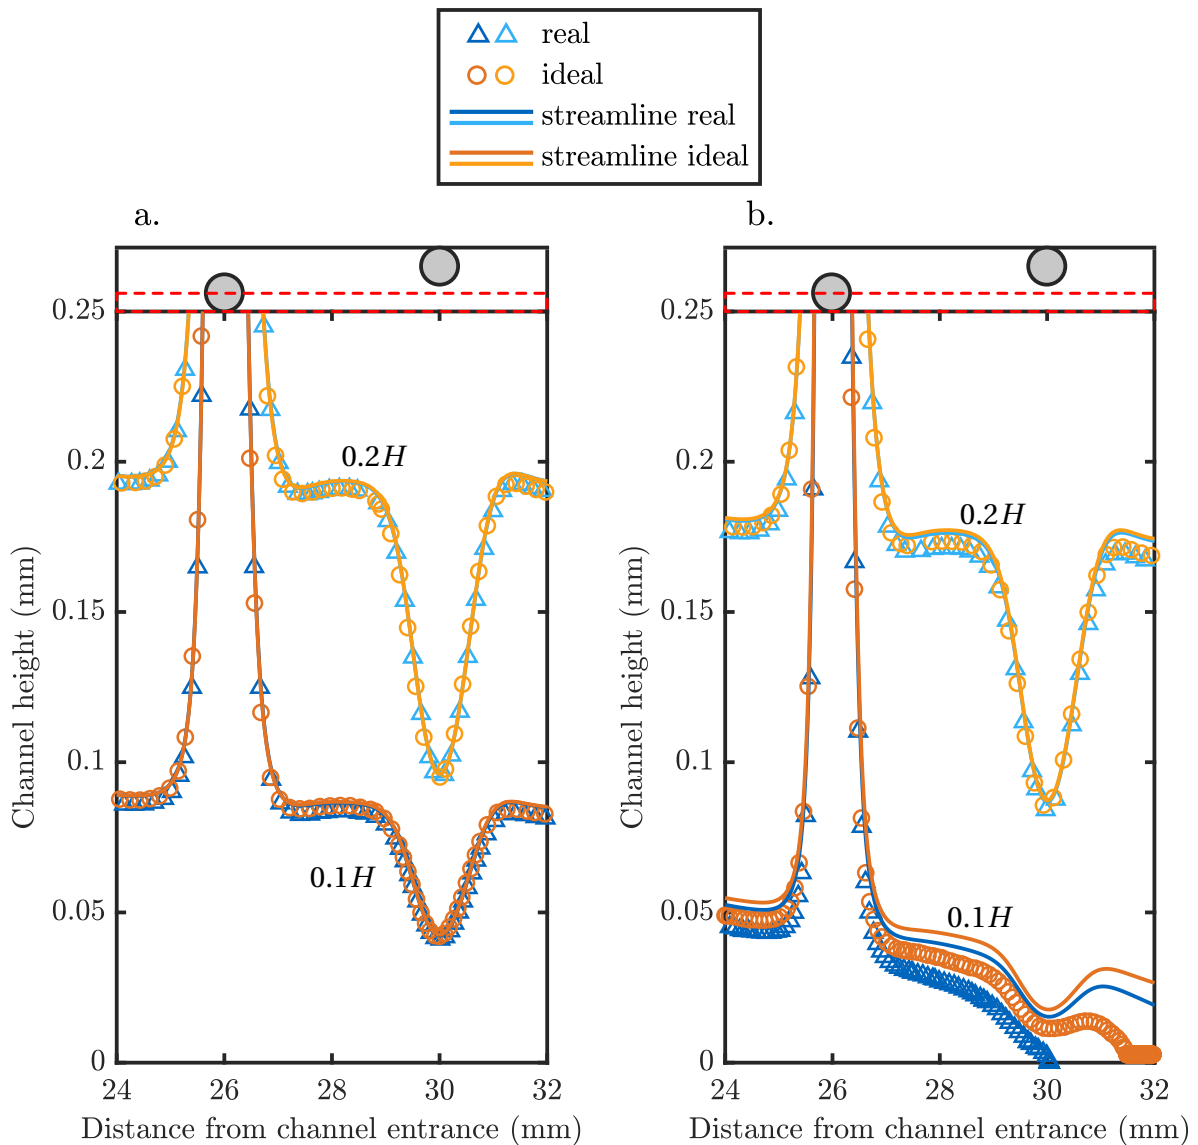 real
ideal
streamline real
streamline ideal
a.
0.25
0.2
0.15
0.1
0.05
0
Channel height (mm)
0.2H
0.1H
24 26 28 30 32
Distance from channel entrance (mm)
b.
0.25
0.2
0.15
0.1
0.05
0
Channel height (mm)
0.2H
0.1H
24 26 28 30 32
Distance from channel entrance (mm)